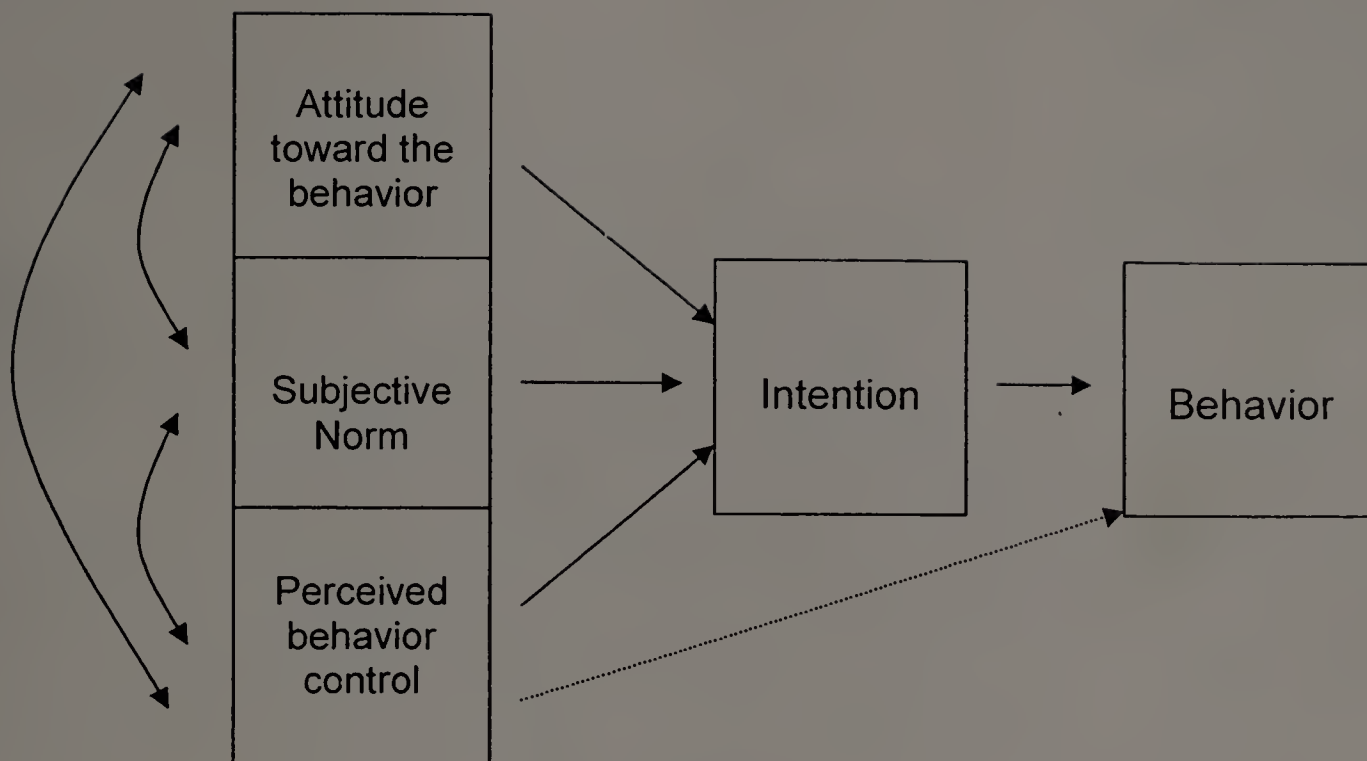 Attitude
toward the
behavior
Subjective
Norm
Perceived
behavior
control
Intention
Behavior